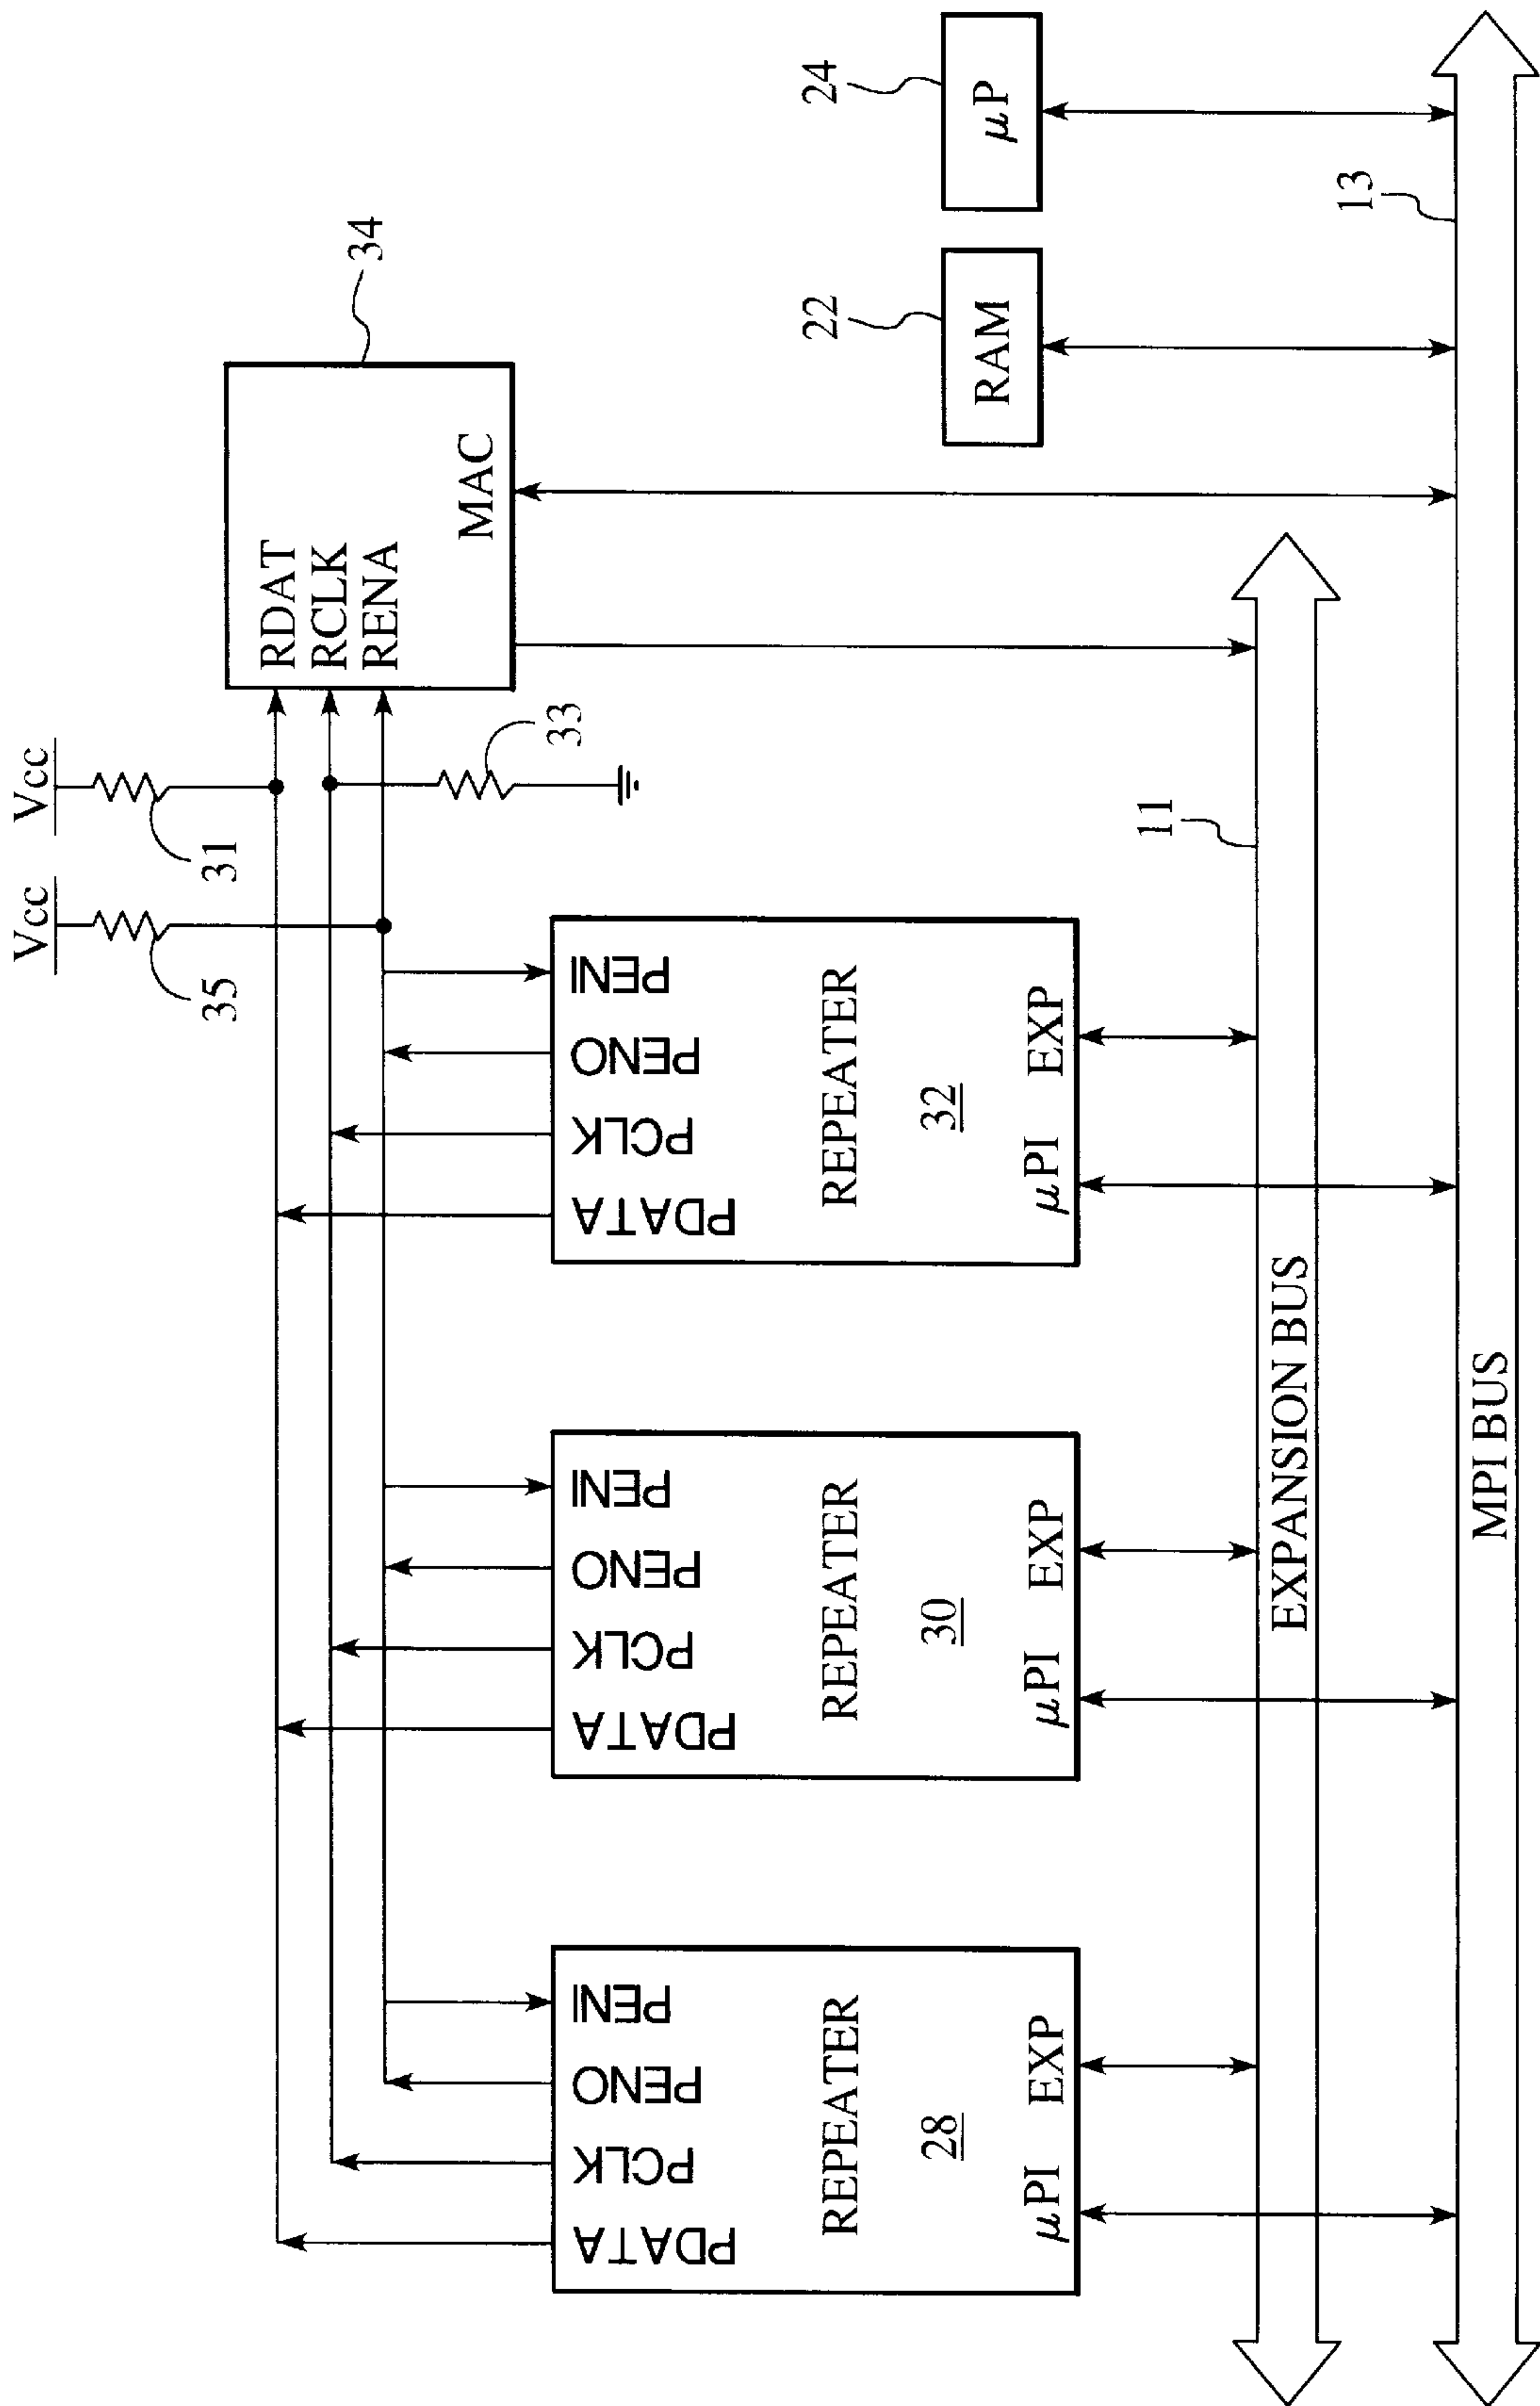 Vcc
Vcc
35
31
34
RDAT
RCLK
RENA
MAC
33
PDATA
PCLK
PENO
PENI
REPEATER
28
μPI
EXP
PDATA
PCLK
PENO
PENI
REPEATER
30
μPI
EXP
PDATA
PCLK
PENO
PENI
REPEATER
32
μPI
EXP
22
RAM
24
μP
11
EXPANSION BUS
13
MPI BUS